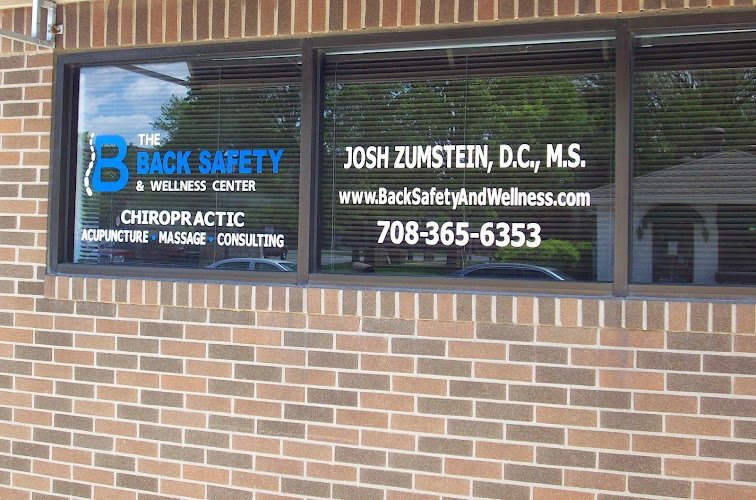 B
THE
BACK SAFETY
& WELLNESS CENTER
CHIROPRACTIC
ACUPUNCTURE • MASSAGE • CONSULTING
JOSH ZUMSTEIN, D.C., M.S.
www.BackSafetyAndWellness.com
708-365-6353